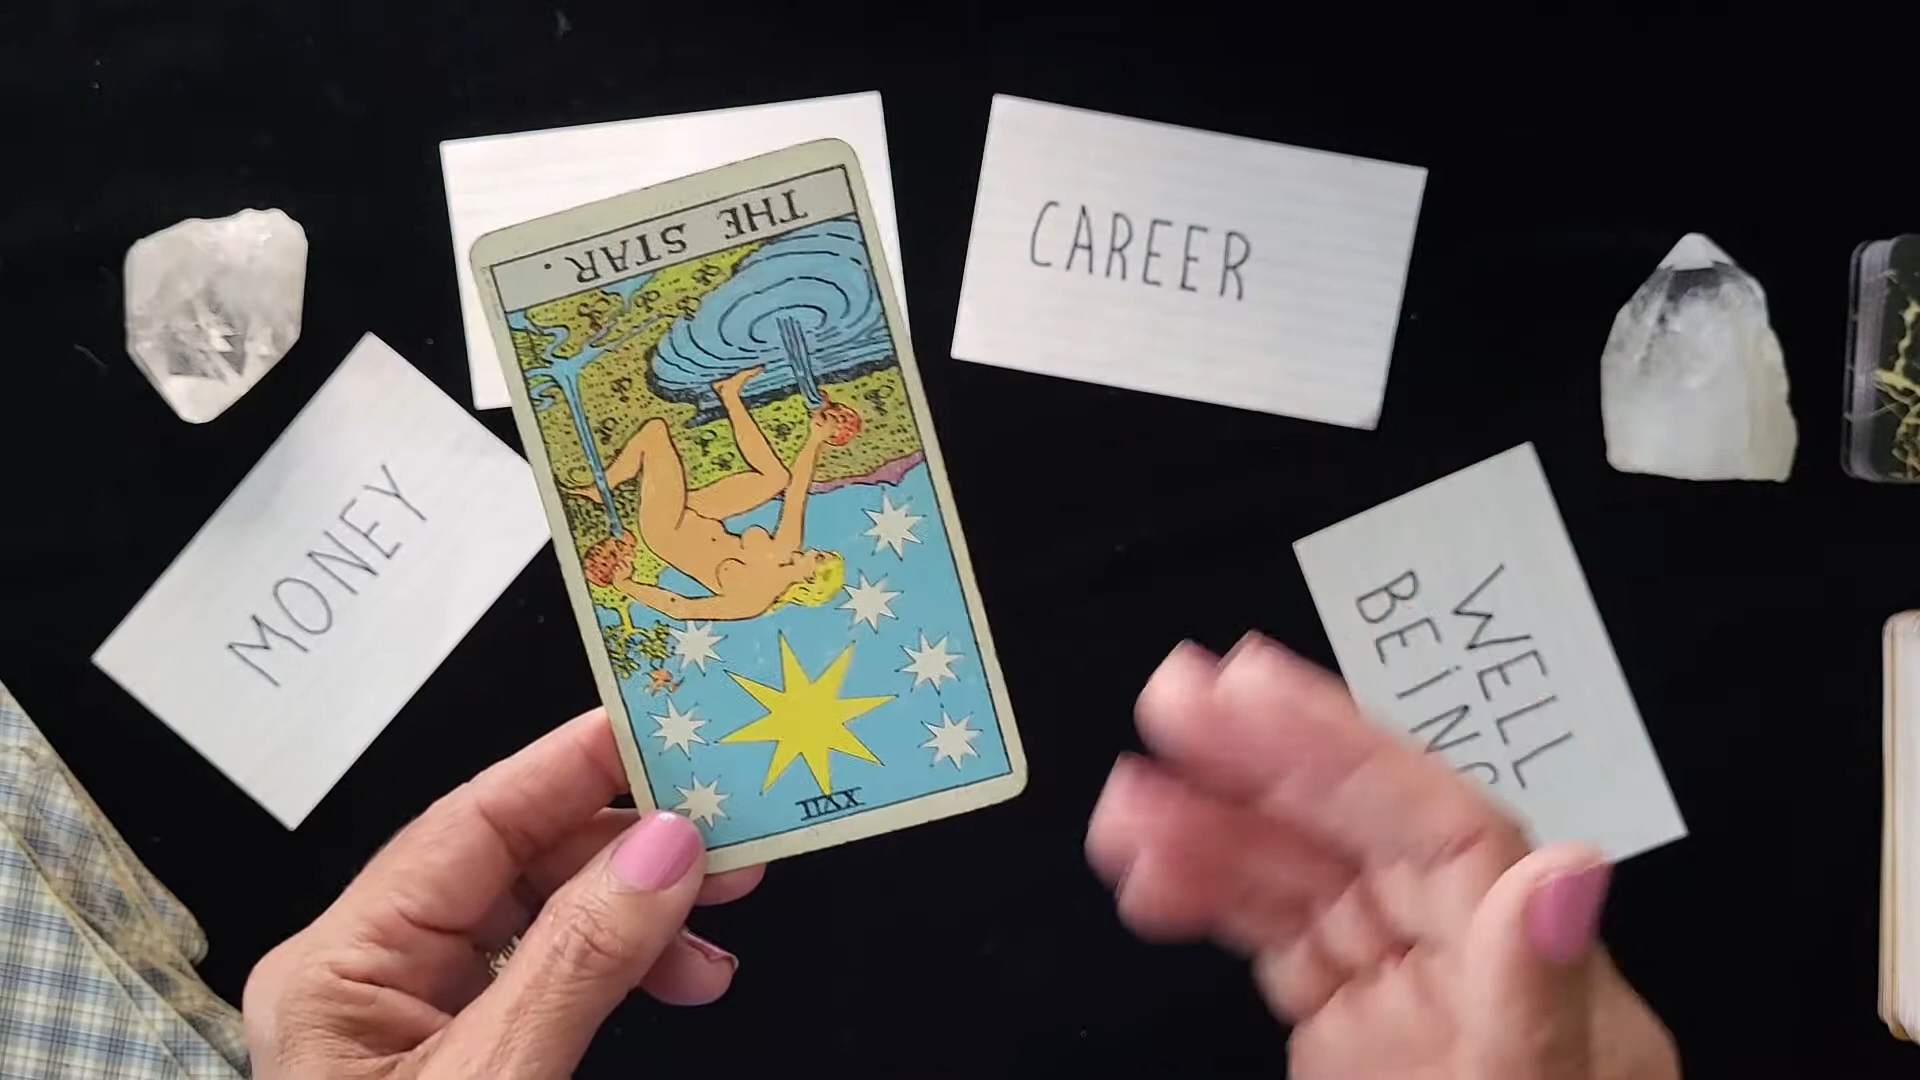 THE STAR.
XVII
CAREER
MONEY
WELL
BEING